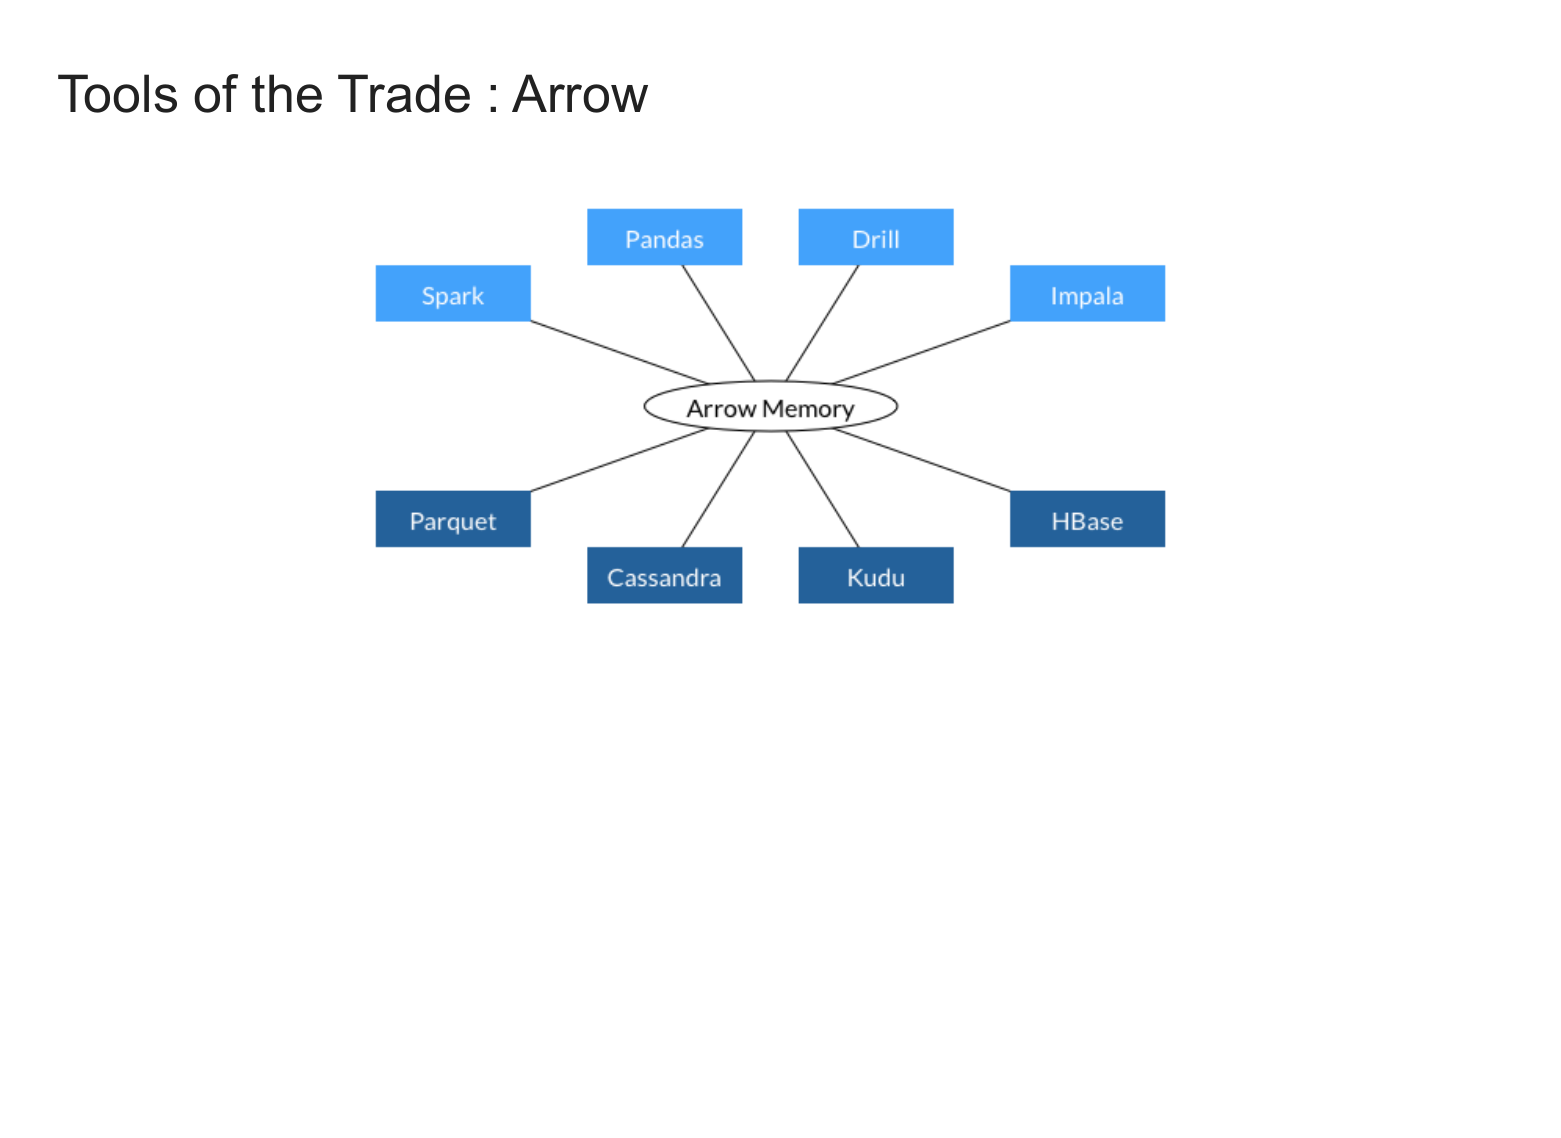 Tools of the Trade : Arrow
Pandas
Drill
Spark
Impala
Arrow Memory
Parquet
HBase
Cassandra
Kudu